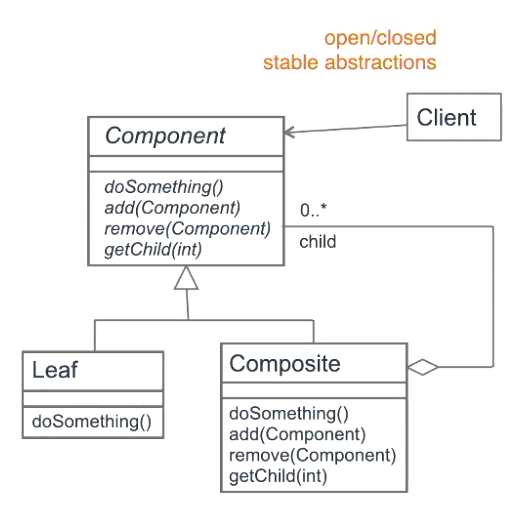 open/closed
stable abstractions
Client
Component
doSomething()
add(Component)
remove(Component)
getChild(int)
0..*
child
Leaf
doSomething()
Composite
doSomething()
add(Component)
remove(Component)
getChild(int)